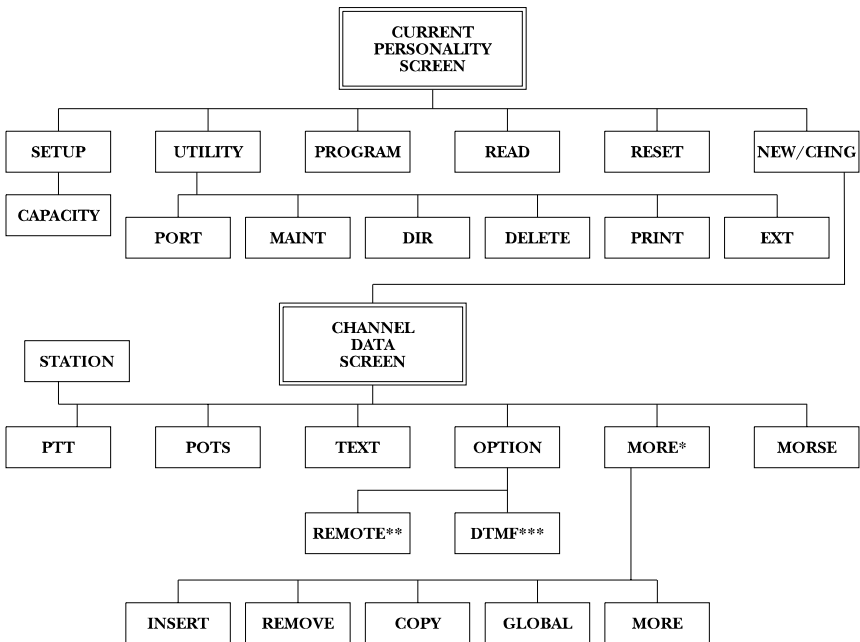 CURRENT
PERSONALITY
SCREEN
SETUP
UTILITY
PROGRAM
READ
RESET
NEW/CHNG
CAPACITY
PORT
MAINT
DIR
DELETE
PRINT
EXT
CHANNEL
DATA
SCREEN
STATION
PTT
POTS
TEXT
OPTION
MORE*
MORSE
REMOTE**
DTMF***
INSERT
REMOVE
COPY
GLOBAL
MORE